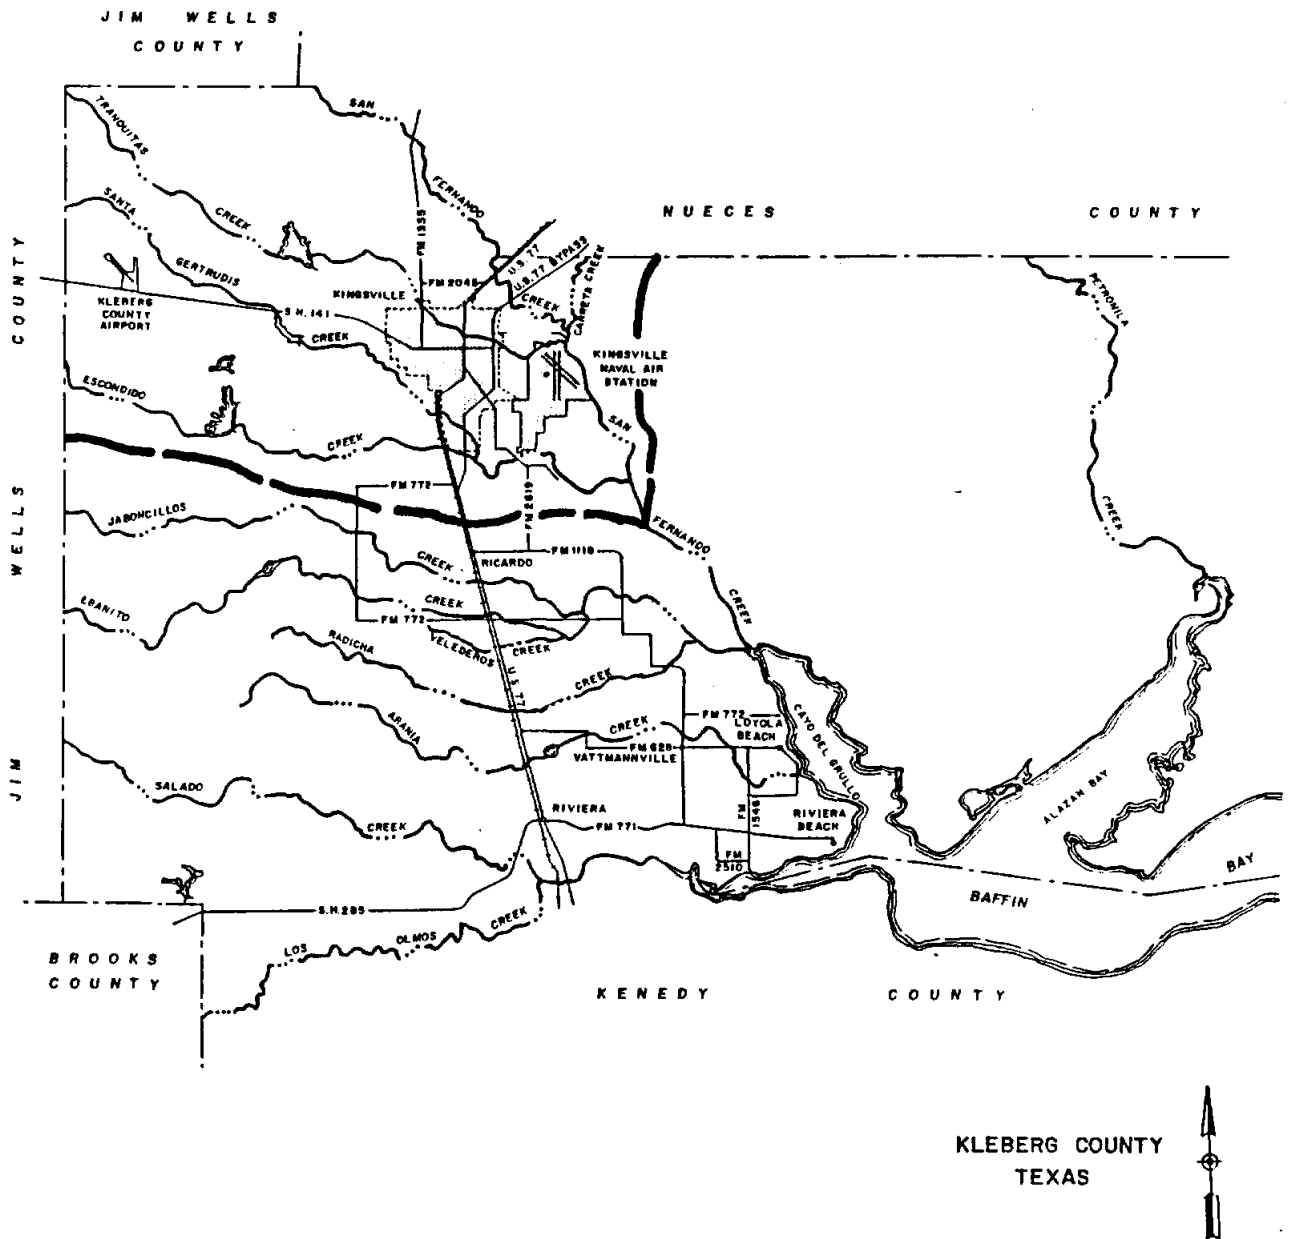 JIM WELLS
COUNTY
SAN
TRANQUITAS
FERNANDO
SANTA
CREEK
NUECES COUNTY
FM 1355
U.S. 77
U.S. 77 BYPASS
CARRETA CREEK
GERTRUDIS
KLEBERG
COUNTY
AIRPORT
KINGSVILLE
FM 2045
CREEK
PETRONILA
S.H. 141
CREEK
KINGSVILLE
NAVAL AIR
STATION
ESCONDIDO
CREEK
SAN
JIM WELLS COUNTY
FM 772
FM 2619
JABONCILLOS
FERNANDO
CREEK
CREEK
RICARDO
FM 1118
EBANITO
CREEK
FM 772
CREEK
RADICHA
VELEDEROS
CREEK
U.S. 77
CREEK
ARANIA
CREEK
FM 772
LOYOLA
BEACH
CAYO DEL GRULLO
FM 628
VATTMANNVILLE
ALAZAN BAY
SALADO
CREEK
RIVIERA
FM 771
FM
1546
RIVIERA
BEACH
FM
2510
BAFFIN BAY
S.H. 285
LOS OLMOS CREEK
BROOKS
COUNTY
KENEDY COUNTY
KLEBERG COUNTY
TEXAS